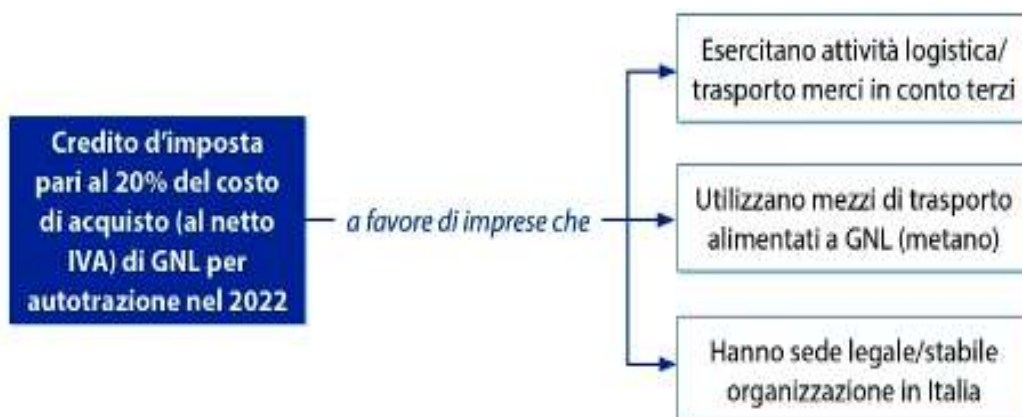 Credito d'imposta
pari al 20% del costo
di acquisto (al netto
IVA) di GNL per
autotrazione nel 2022
a favore di imprese che
Esercitano attività logistica/
trasporto merci in conto terzi
Utilizzano mezzi di trasporto
alimentati a GNL (metano)
Hanno sede legale/stabile
organizzazione in Italia